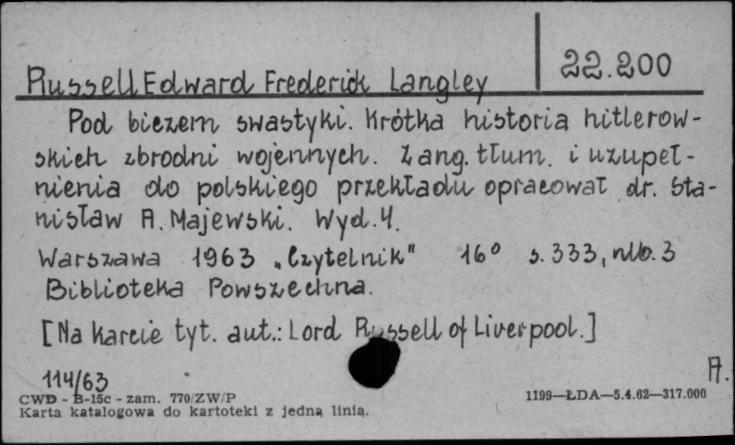 22.200
Russell Edward Frederick Langley
Pod biczem swastyki. Krótka historia hitlerow-
skich zbrodni wojennych. Z ang. tłum. i uzupeł-
nienia do polskiego przekładu opracował dr. Sta-
nisław A. Majewski. Wyd. 4.
Warszawa 1963 „Czytelnik" 16° s. 333, nlb. 3
Biblioteka Powszechna.
[Na karcie tyt. aut.: Lord Russell of Liverpool.]
114/63
A.
CWD - B-15c - zam. 770/ZW/P
1199—ŁDA—5.4.62—317.000
Karta katalogowa do kartoteki z jedną linią.